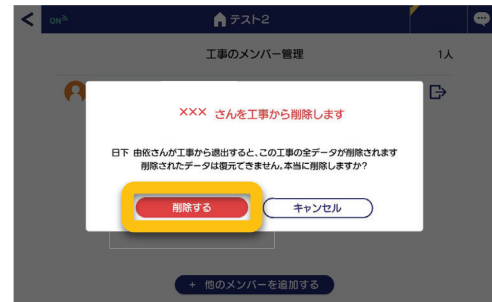 ON
テスト2
工事のメンバー管理 1人
××× さんを工事から削除します
日下 由依さんが工事から退出すると、この工事の全データが削除されます
削除されたデータは復元できません。本当に削除しますか?
削除する キャンセル
+ 他のメンバーを追加する